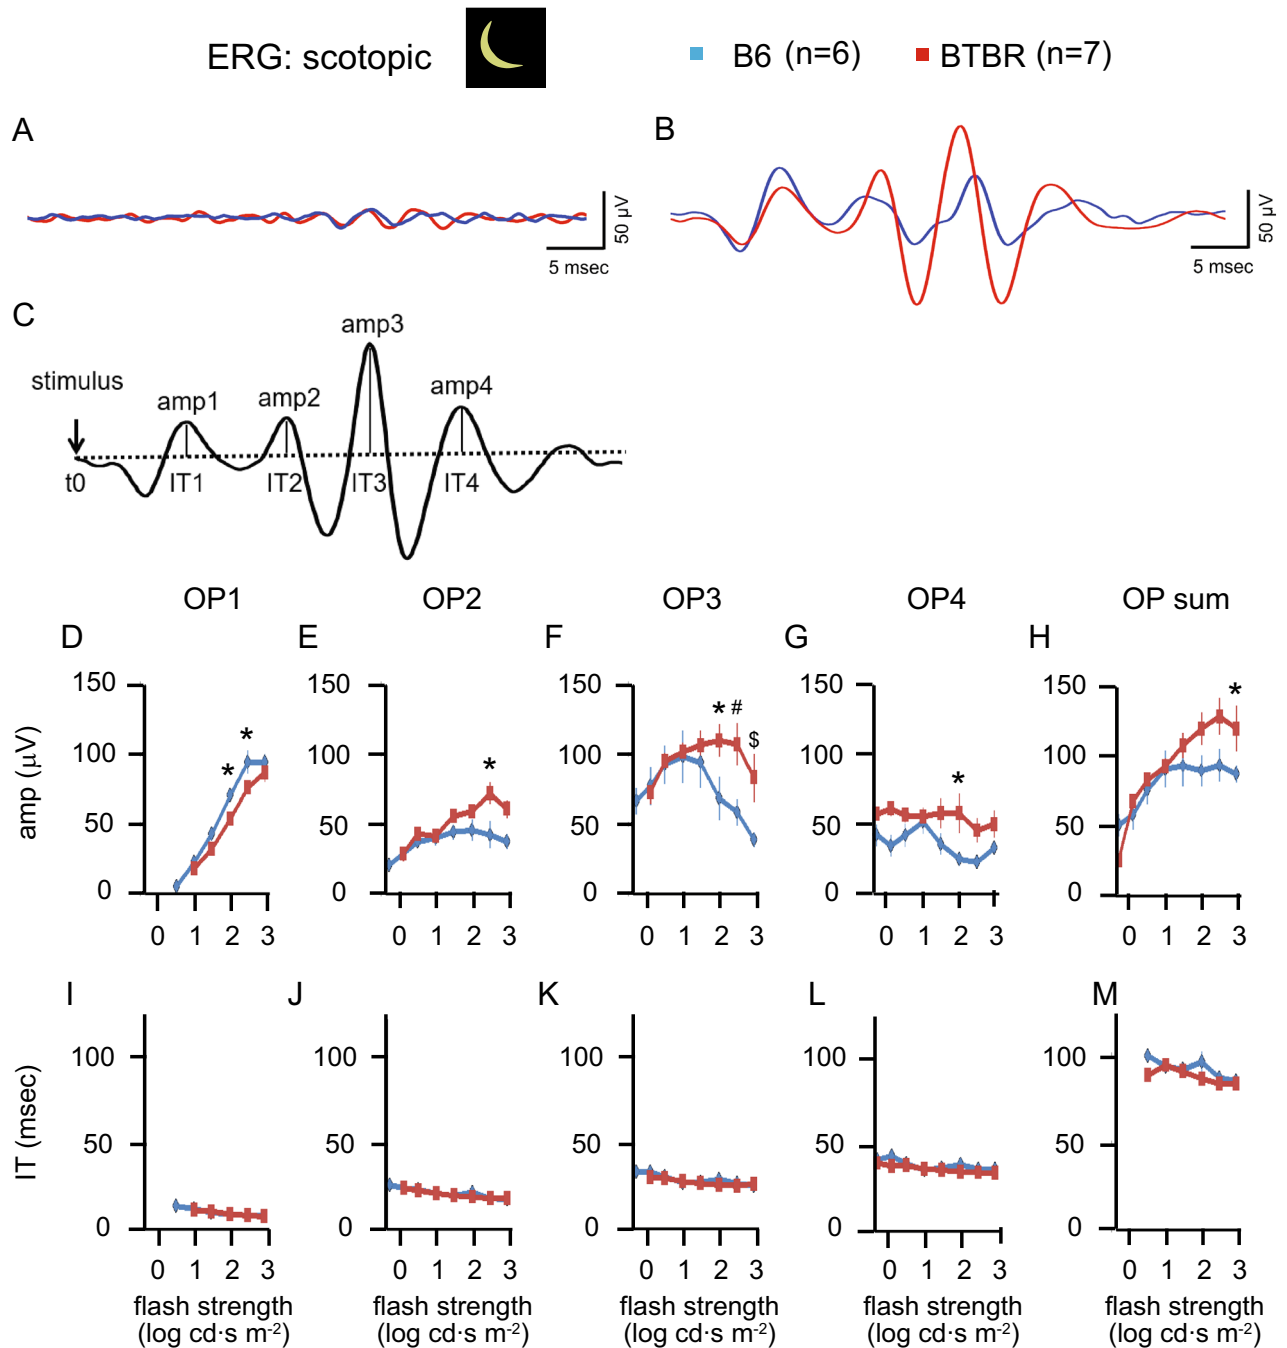 ERG: scotopic
B6 (n=6)
BTBR (n=7)
A
B
50 µV
5 msec
50 µV
5 msec
C
amp3
stimulus
amp1
amp2
amp4
t0
IT1
IT2
IT3
IT4
OP1
OP2
OP3
OP4
OP sum
D
E
F
G
H
amp (µV)
150
100
50
0
0 1 2 3
* *
150
100
50
0
0 1 2 3
*
150
100
50
0
0 1 2 3
* # $
150
100
50
0
0 1 2 3
*
150
100
50
0
0 1 2 3
*
I
J
K
L
M
IT (msec)
100
50
0
0 1 2 3
100
50
0
0 1 2 3
100
50
0
0 1 2 3
100
50
0
0 1 2 3
100
50
0
0 1 2 3
flash strength
(log cd·s m-2)
flash strength
(log cd·s m-2)
flash strength
(log cd·s m-2)
flash strength
(log cd·s m-2)
flash strength
(log cd·s m-2)